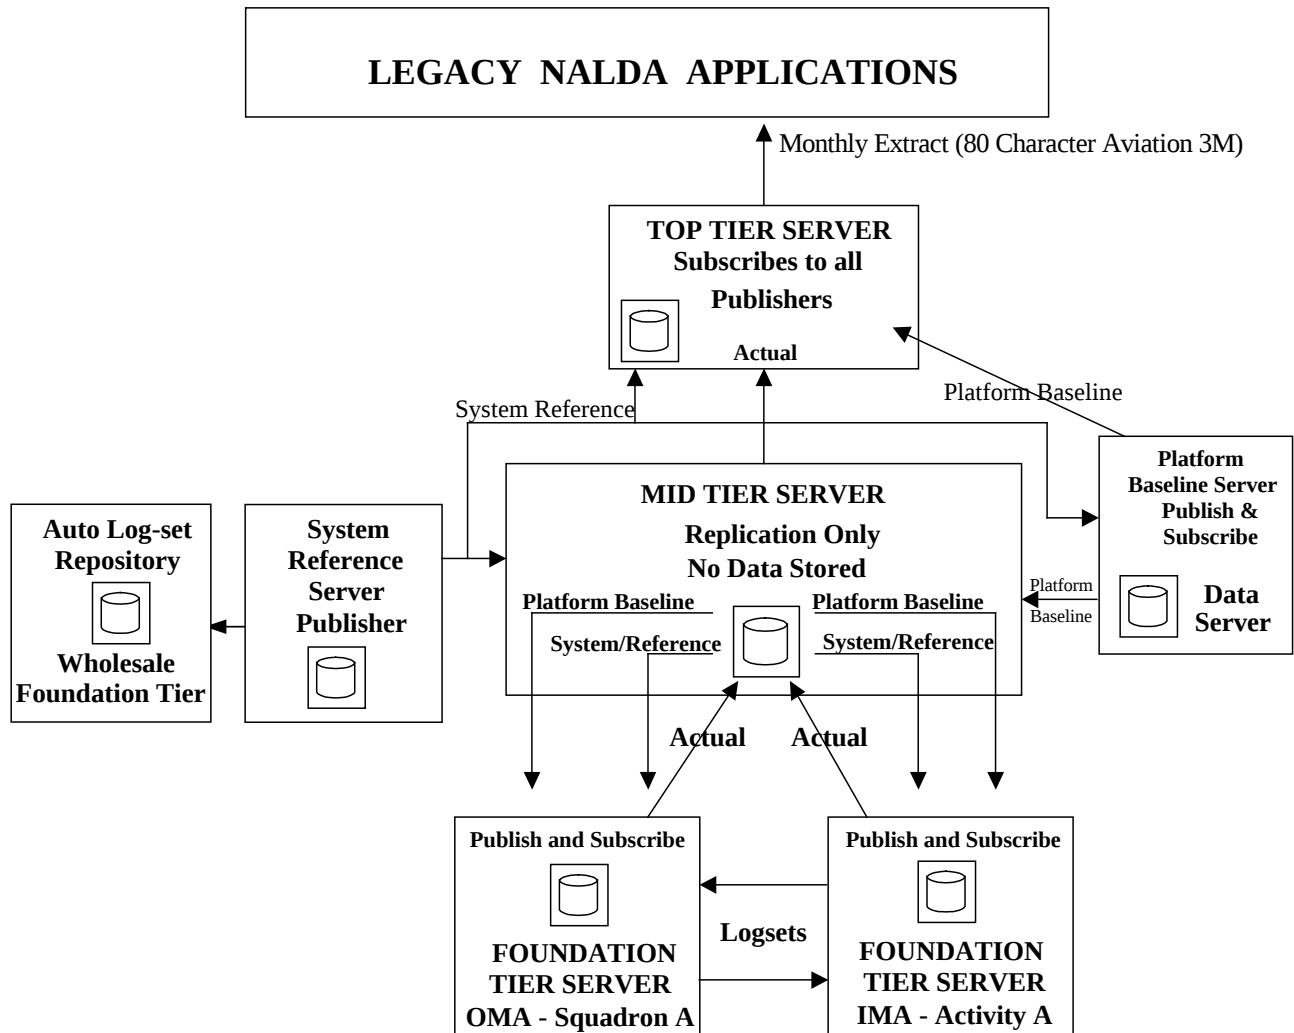 LEGACY NALDA APPLICATIONS
Monthly Extract (80 Character Aviation 3M)
TOP TIER SERVER
Subscribes to all
Publishers
Actual
Platform Baseline
System Reference
Auto Log-set
Repository
Wholesale
Foundation Tier
System
Reference
Server
Publisher
MID TIER SERVER
Replication Only
No Data Stored
Platform Baseline
System/Reference
Platform Baseline
System/Reference
Platform
Baseline Server
Publish &
Subscribe
Data
Server
Platform
Baseline
Actual
Actual
Publish and Subscribe
FOUNDATION
TIER SERVER
OMA - Squadron A
Logsets
Publish and Subscribe
FOUNDATION
TIER SERVER
IMA - Activity A